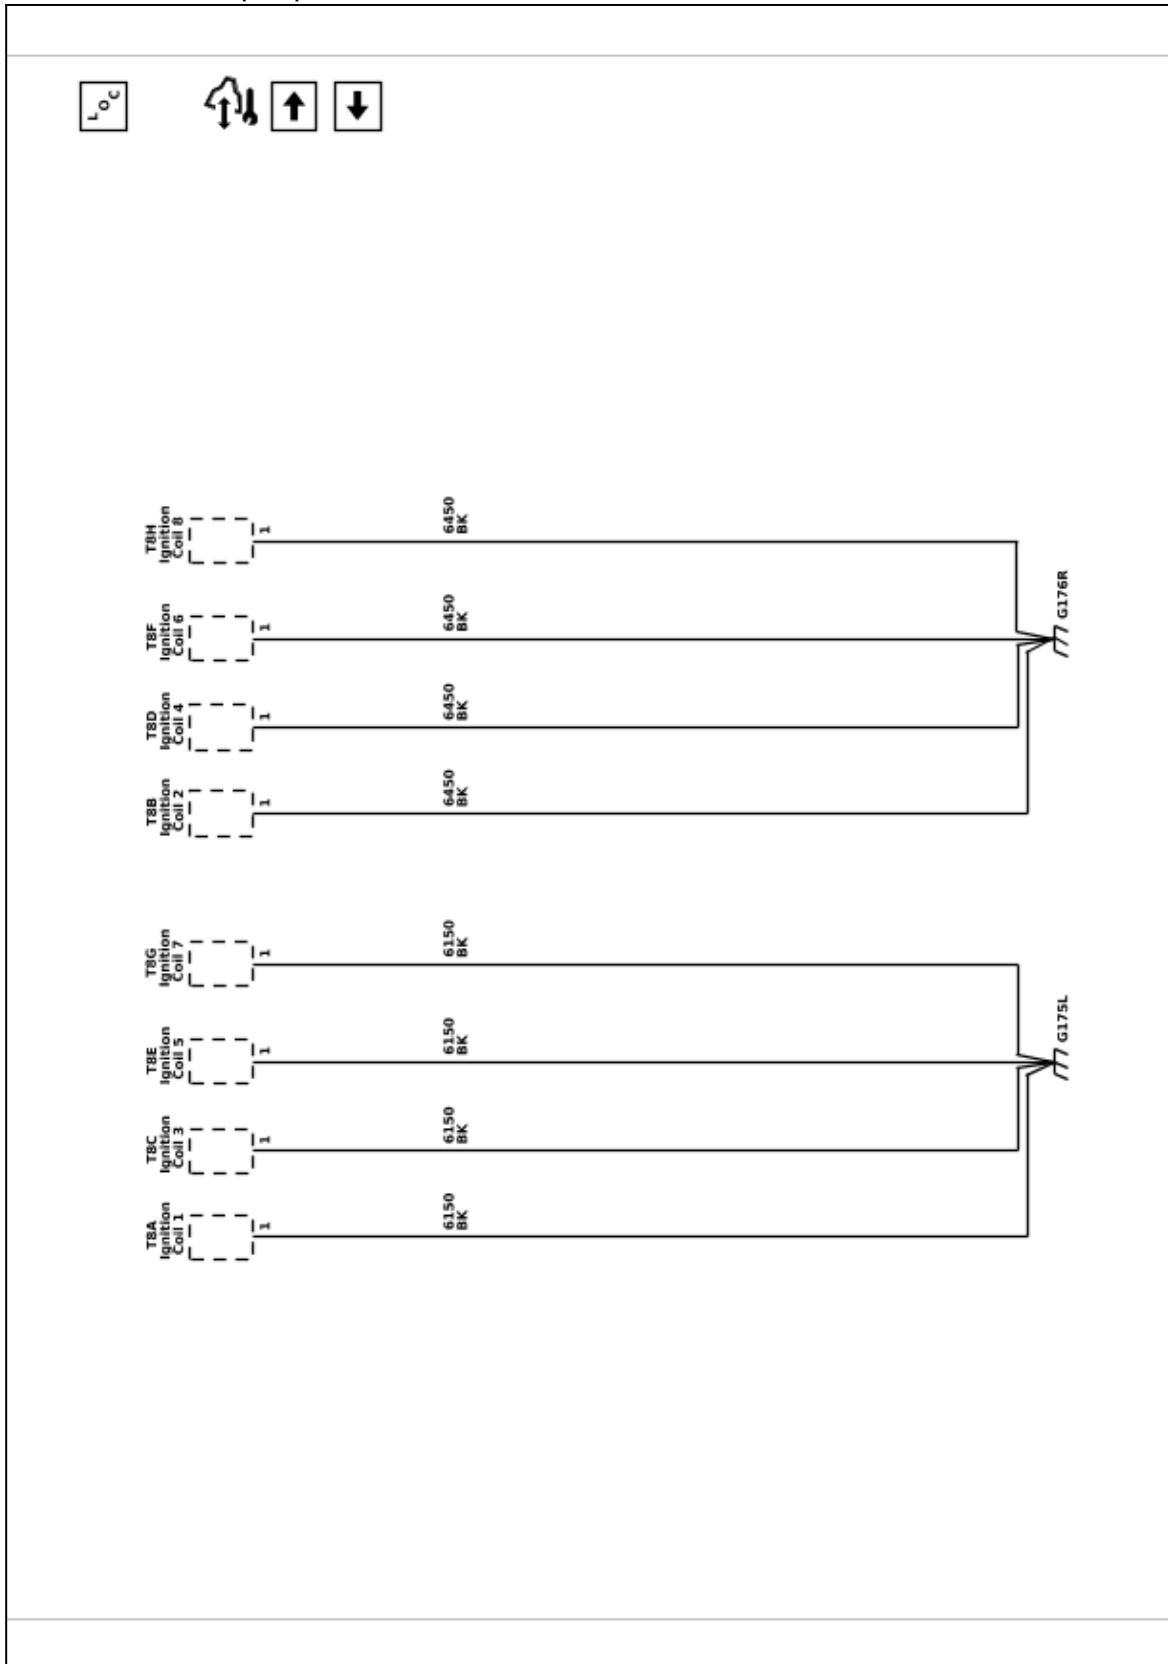 LOC
T8H
Ignition
Coil 8
1
6450
BK
T8F
Ignition
Coil 6
1
6450
BK
G176R
T8D
Ignition
Coil 4
1
6450
BK
T8B
Ignition
Coil 2
1
6450
BK
T8G
Ignition
Coil 7
1
6150
BK
T8E
Ignition
Coil 5
1
6150
BK
G175L
T8C
Ignition
Coil 3
1
6150
BK
T8A
Ignition
Coil 1
1
6150
BK